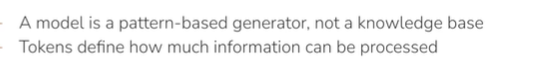 - A model is a pattern-based generator, not a knowledge base
- Tokens define how much information can be processed